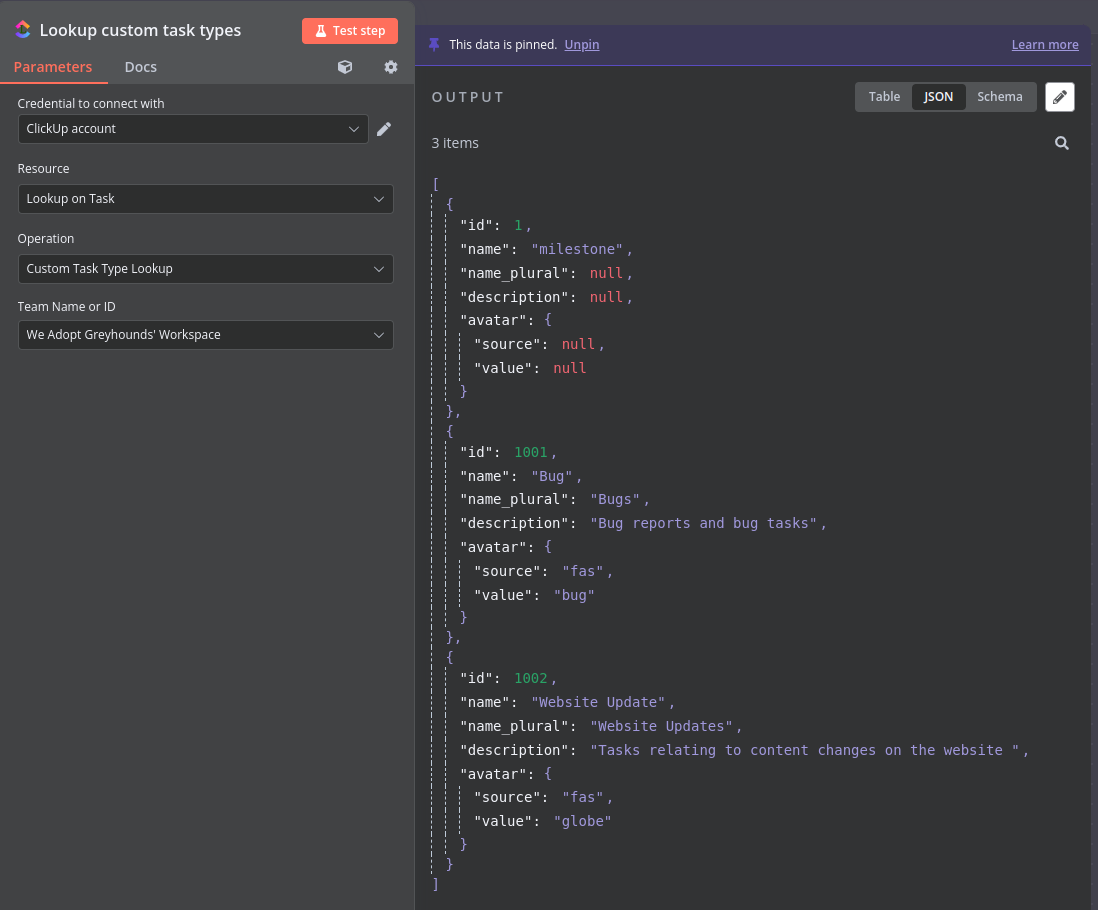 Lookup custom task types
Test step
Parameters
Docs
Credential to connect with
ClickUp account
Resource
Lookup on Task
Operation
Custom Task Type Lookup
Team Name or ID
We Adopt Greyhounds' Workspace
This data is pinned. Unpin
Learn more
OUTPUT
Table JSON Schema
3 items
[
{
"id": 1,
"name": "milestone",
"name_plural": null,
"description": null,
"avatar": {
"source": null,
"value": null
}
},
{
"id": 1001,
"name": "Bug",
"name_plural": "Bugs",
"description": "Bug reports and bug tasks",
"avatar": {
"source": "fas",
"value": "bug"
}
},
{
"id": 1002,
"name": "Website Update",
"name_plural": "Website Updates",
"description": "Tasks relating to content changes on the website ",
"avatar": {
"source": "fas",
"value": "globe"
}
}
]